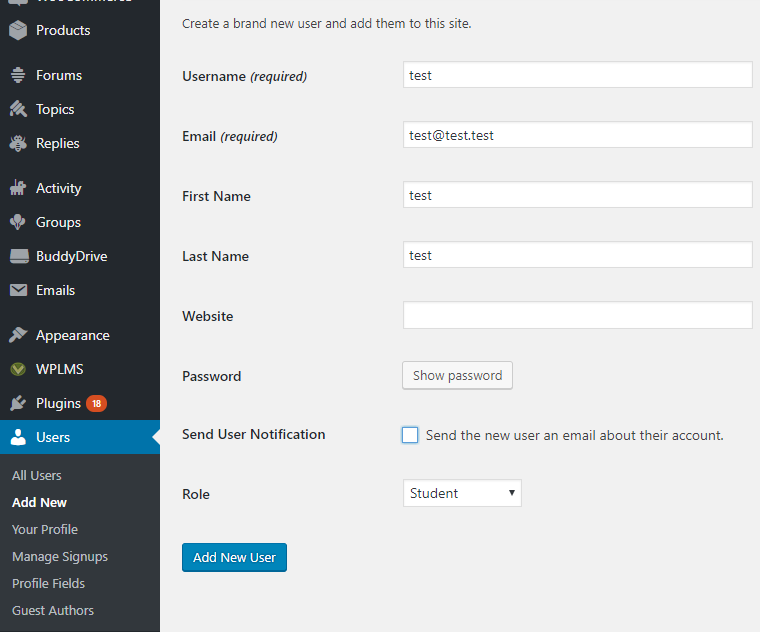 Products
Forums
Topics
Replies
Activity
Groups
BuddyDrive
Emails
Appearance
WPLMS
Plugins 18
Users
All Users
Add New
Your Profile
Manage Signups
Profile Fields
Guest Authors
Create a brand new user and add them to this site.
Username (required) test
Email (required) test@test.test
First Name test
Last Name test
Website
Password Show password
Send User Notification Send the new user an email about their account.
Role Student
Add New User